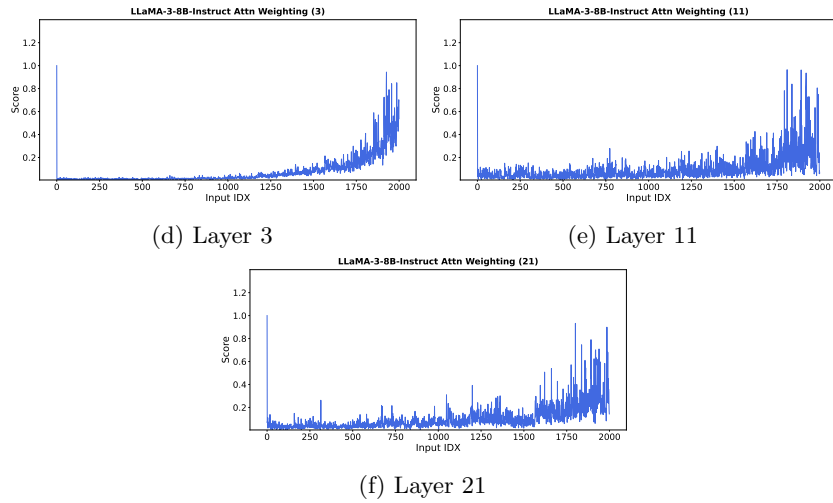 LLaMA-3-8B-Instruct Attn Weighting (3)
1.2
1.0
0.8
0.6
0.4
0.2
Score
0 250 500 750 1000 1250 1500 1750 2000
Input IDX
(d) Layer 3
LLaMA-3-8B-Instruct Attn Weighting (11)
1.2
1.0
0.8
0.6
0.4
0.2
Score
0 250 500 750 1000 1250 1500 1750 2000
Input IDX
(e) Layer 11
LLaMA-3-8B-Instruct Attn Weighting (21)
1.2
1.0
0.8
0.6
0.4
0.2
Score
0 250 500 750 1000 1250 1500 1750 2000
Input IDX
(f) Layer 21